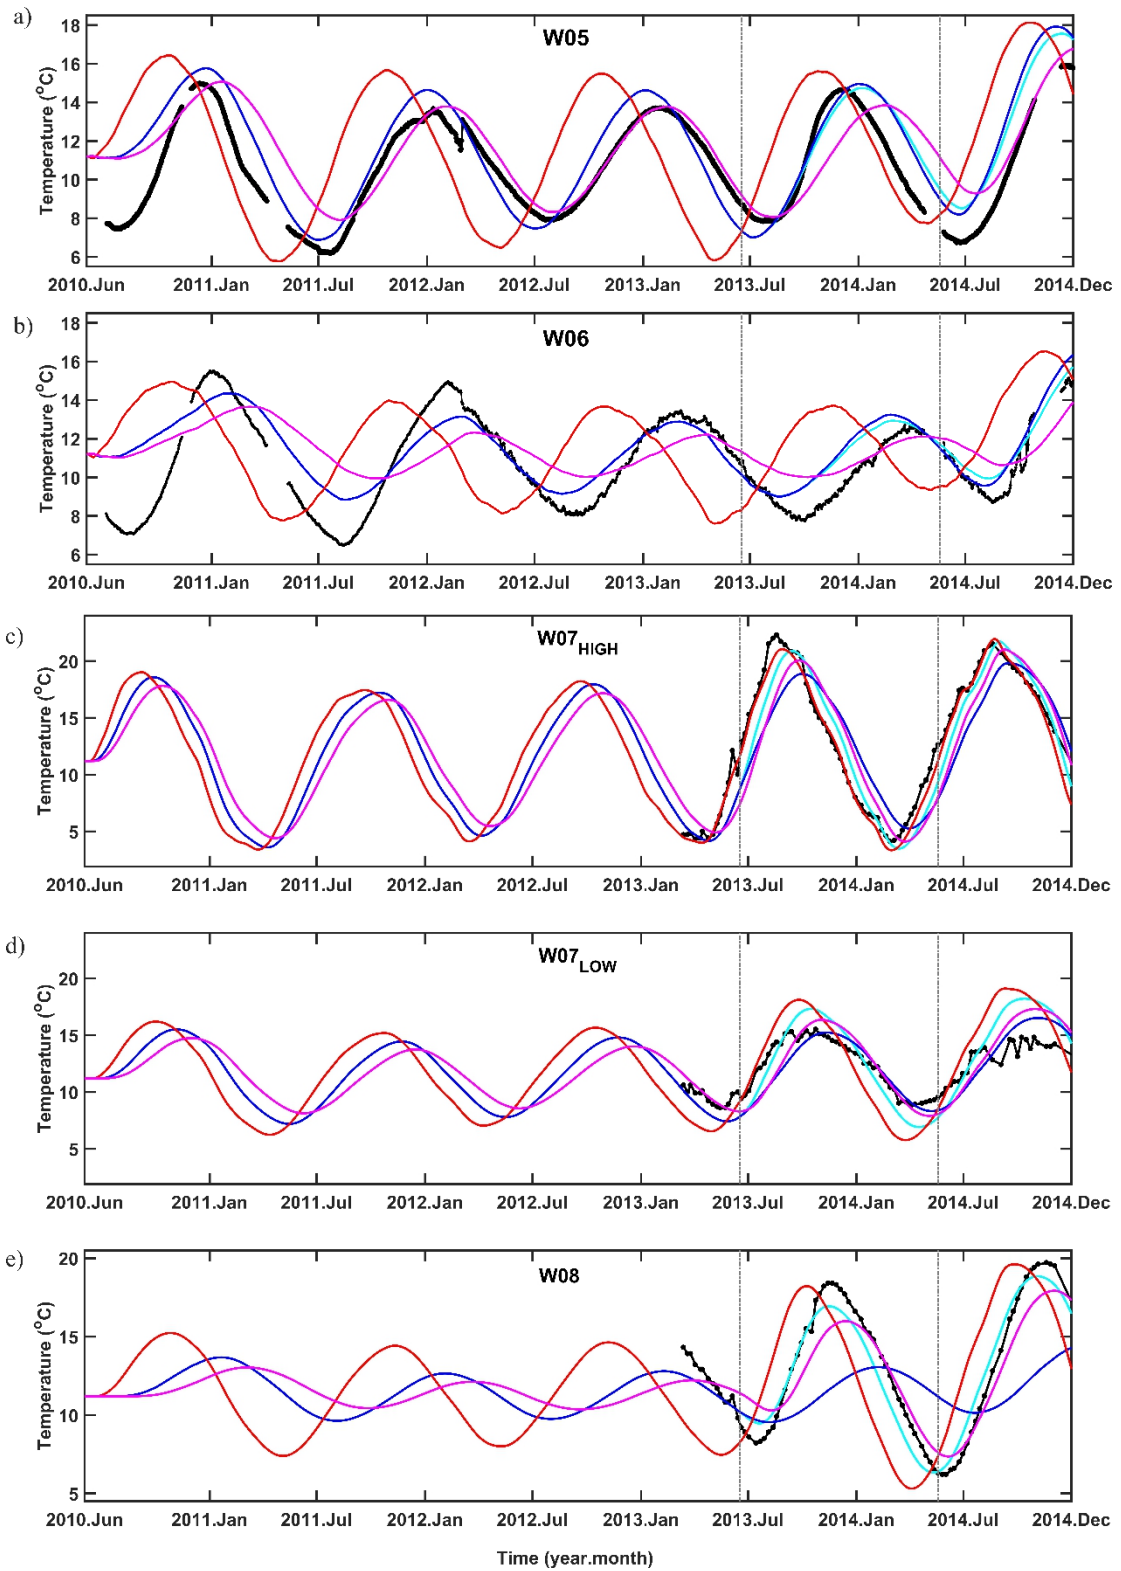 a)
W05
Temperature (°C)
18
16
14
12
10
8
6
2010.Jun 2011.Jan 2011.Jul 2012.Jan 2012.Jul 2013.Jan 2013.Jul 2014.Jan 2014.Jul 2014.Dec
b)
W06
Temperature (°C)
18
16
14
12
10
8
6
2010.Jun 2011.Jan 2011.Jul 2012.Jan 2012.Jul 2013.Jan 2013.Jul 2014.Jan 2014.Jul 2014.Dec
c)
W07HIGH
Temperature (°C)
20
15
10
5
2010.Jun 2011.Jan 2011.Jul 2012.Jan 2012.Jul 2013.Jan 2013.Jul 2014.Jan 2014.Jul 2014.Dec
d)
W07LOW
Temperature (°C)
20
15
10
5
2010.Jun 2011.Jan 2011.Jul 2012.Jan 2012.Jul 2013.Jan 2013.Jul 2014.Jan 2014.Jul 2014.Dec
e)
W08
Temperature (°C)
20
15
10
5
2010.Jun 2011.Jan 2011.Jul 2012.Jan 2012.Jul 2013.Jan 2013.Jul 2014.Jan 2014.Jul 2014.Dec
Time (year.month)